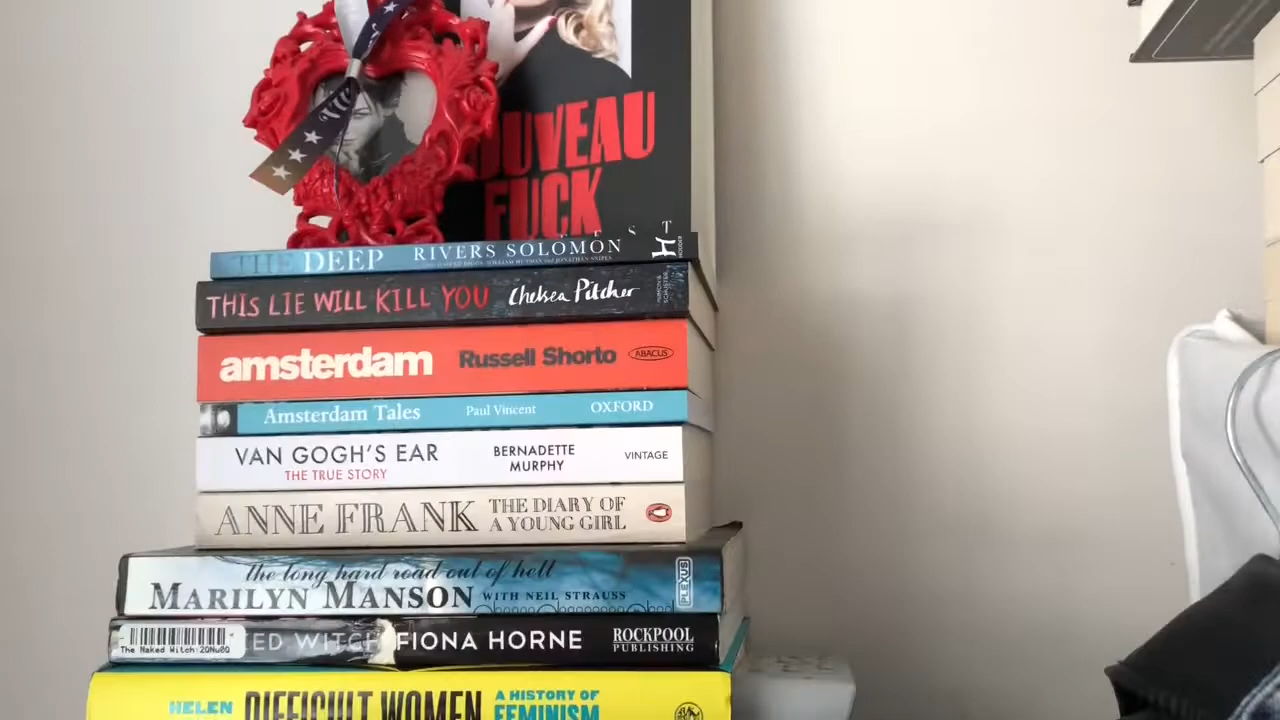 OUVEAU
FUCK
THE DEEP RIVERS SOLOMON
THIS LIE WILL KILL YOU Chelsea Pitcher SIMON & SCHUSTER
amsterdam Russell Shorto ABACUS
Amsterdam Tales Paul Vincent OXFORD
VAN GOGH'S EAR
THE TRUE STORY
BERNADETTE
MURPHY
VINTAGE
ANNE FRANK
THE DIARY OF
A YOUNG GIRL
the long hard road out of hell
MARILYN MANSON WITH NEIL STRAUSS
PLEXUS
The Naked Witch:2QNw0Q
ED WITCH FIONA HORNE
ROCKPOOL
PUBLISHING
HELEN
DIFFICULT WOMEN
A HISTORY OF
FEMINISM